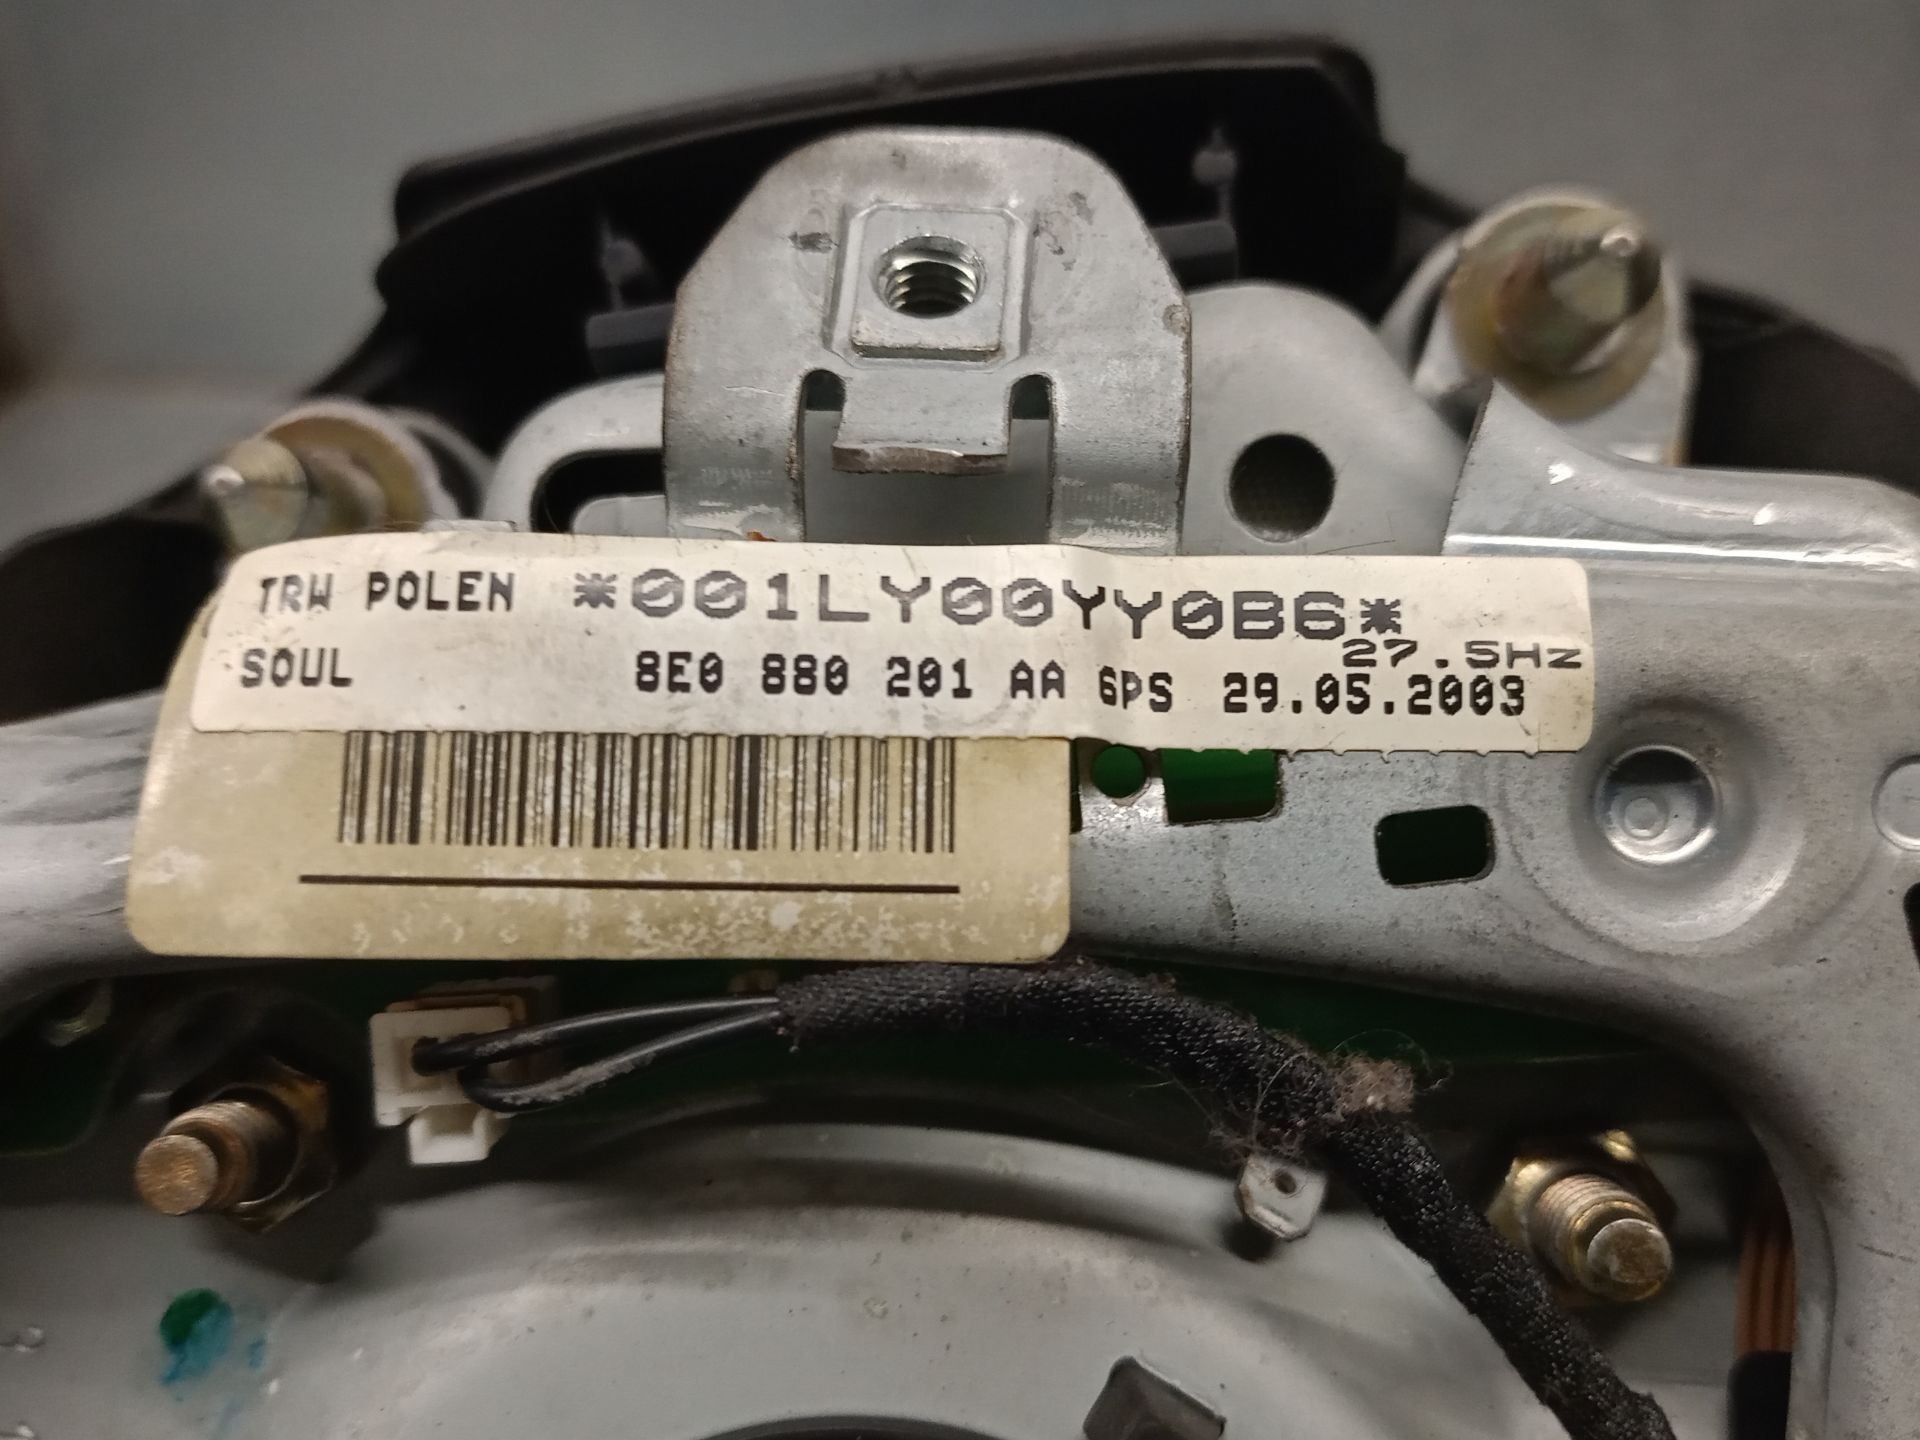 TRW POLEN *001LY00YY0B6*
27.5Hz
SOUL 8E0 880 201 AA 6PS 29.05.2003